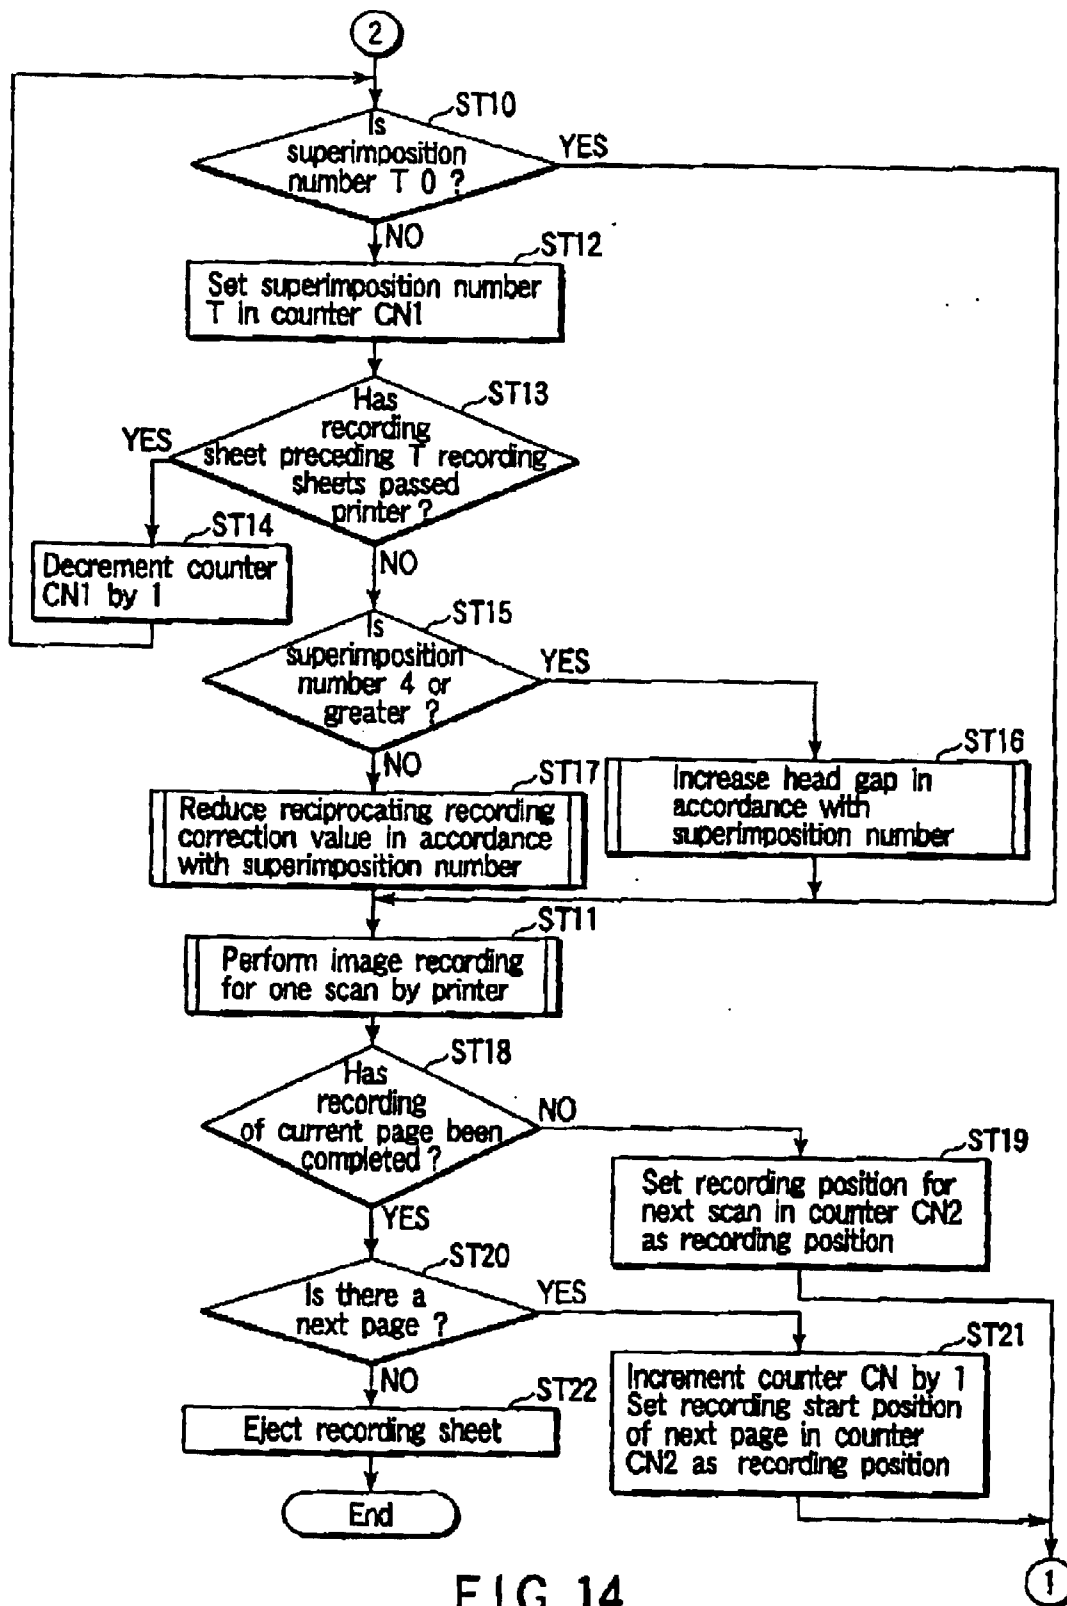 2
ST10
Is
superimposition
number T 0 ?
YES
NO
ST12
Set superimposition number
T in counter CN1
ST13
Has
recording
sheet preceding T recording
sheets passed
printer ?
YES
NO
ST14
Decrement counter
CN1 by 1
ST15
Is
superimposition
number 4 or
greater ?
YES
NO
ST16
Increase head gap in
accordance with
superimposition number
ST17
Reduce reciprocating recording
correction value in accordance
with superimposition number
ST11
Perform image recording
for one scan by printer
ST18
Has
recording
of current page been
completed ?
NO
YES
ST19
Set recording position for
next scan in counter CN2
as recording position
ST20
Is there a
next page ?
YES
NO
ST21
Increment counter CN by 1
Set recording start position
of next page in counter
CN2 as recording position
ST22
Eject recording sheet
End
1
FIG. 14